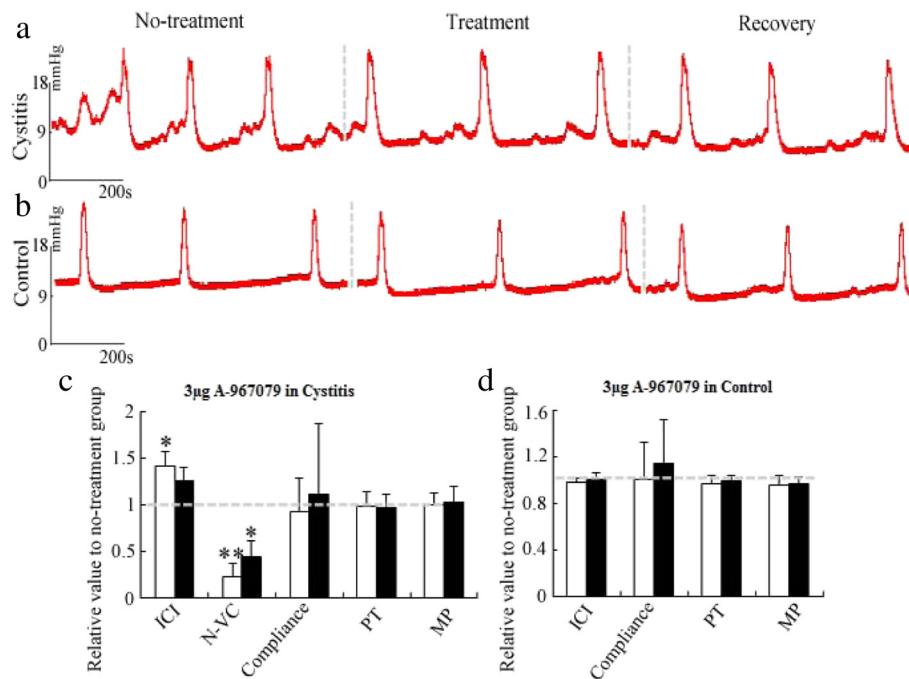 a
No-treatment
Treatment
Recovery
Cystitis
mmHg
18
9
0
200s
b
Control
mmHg
18
9
0
200s
c
3µg A-967079 in Cystitis
Relative value to no-treatment group
2
1.5
1
0.5
0
*
**
*
ICI
N-VC
Compliance
PT
MP
d
3µg A-967079 in Control
Relative value to no-treatment group
1.6
1.2
0.8
0.4
0
ICI
Compliance
PT
MP